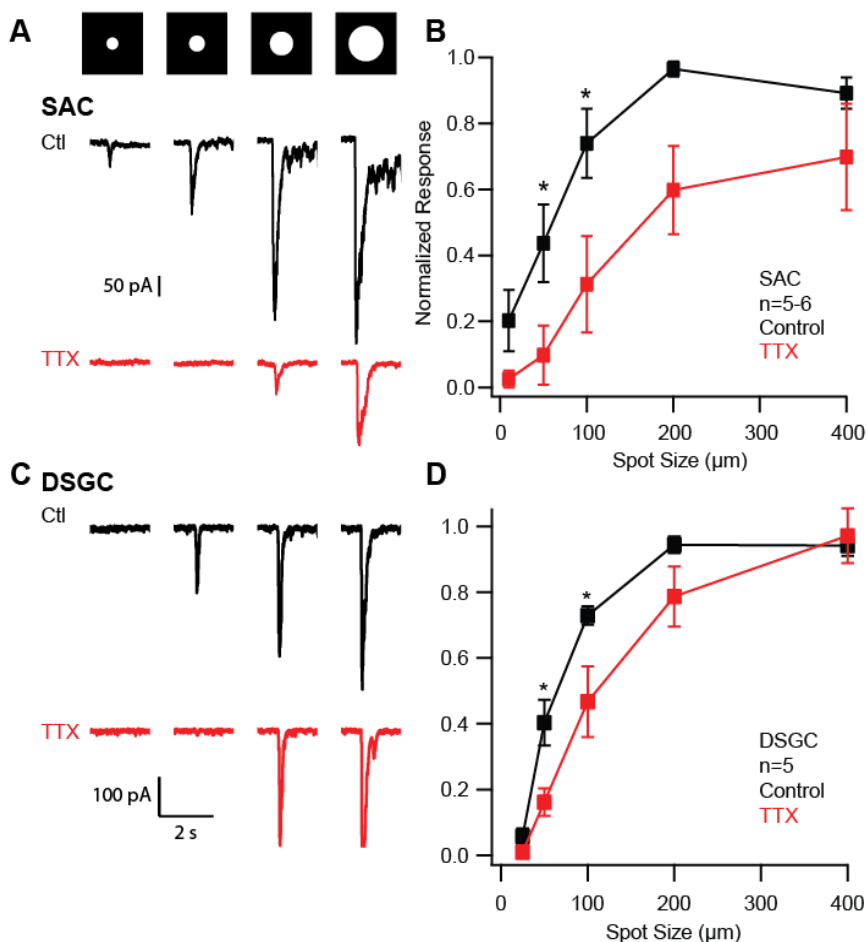 A
SAC
Ctl
50 pA
TTX
B
Normalized Response
1.0
0.8
0.6
0.4
0.2
0.0
*
*
SAC
n=5-6
Control
TTX
0
100
200
300
400
Spot Size (µm)
C
DSGC
Ctl
TTX
100 pA
2 s
D
1.0
0.8
0.6
0.4
0.2
0.0
*
*
DSGC
n=5
Control
TTX
0
100
200
300
400
Spot Size (µm)